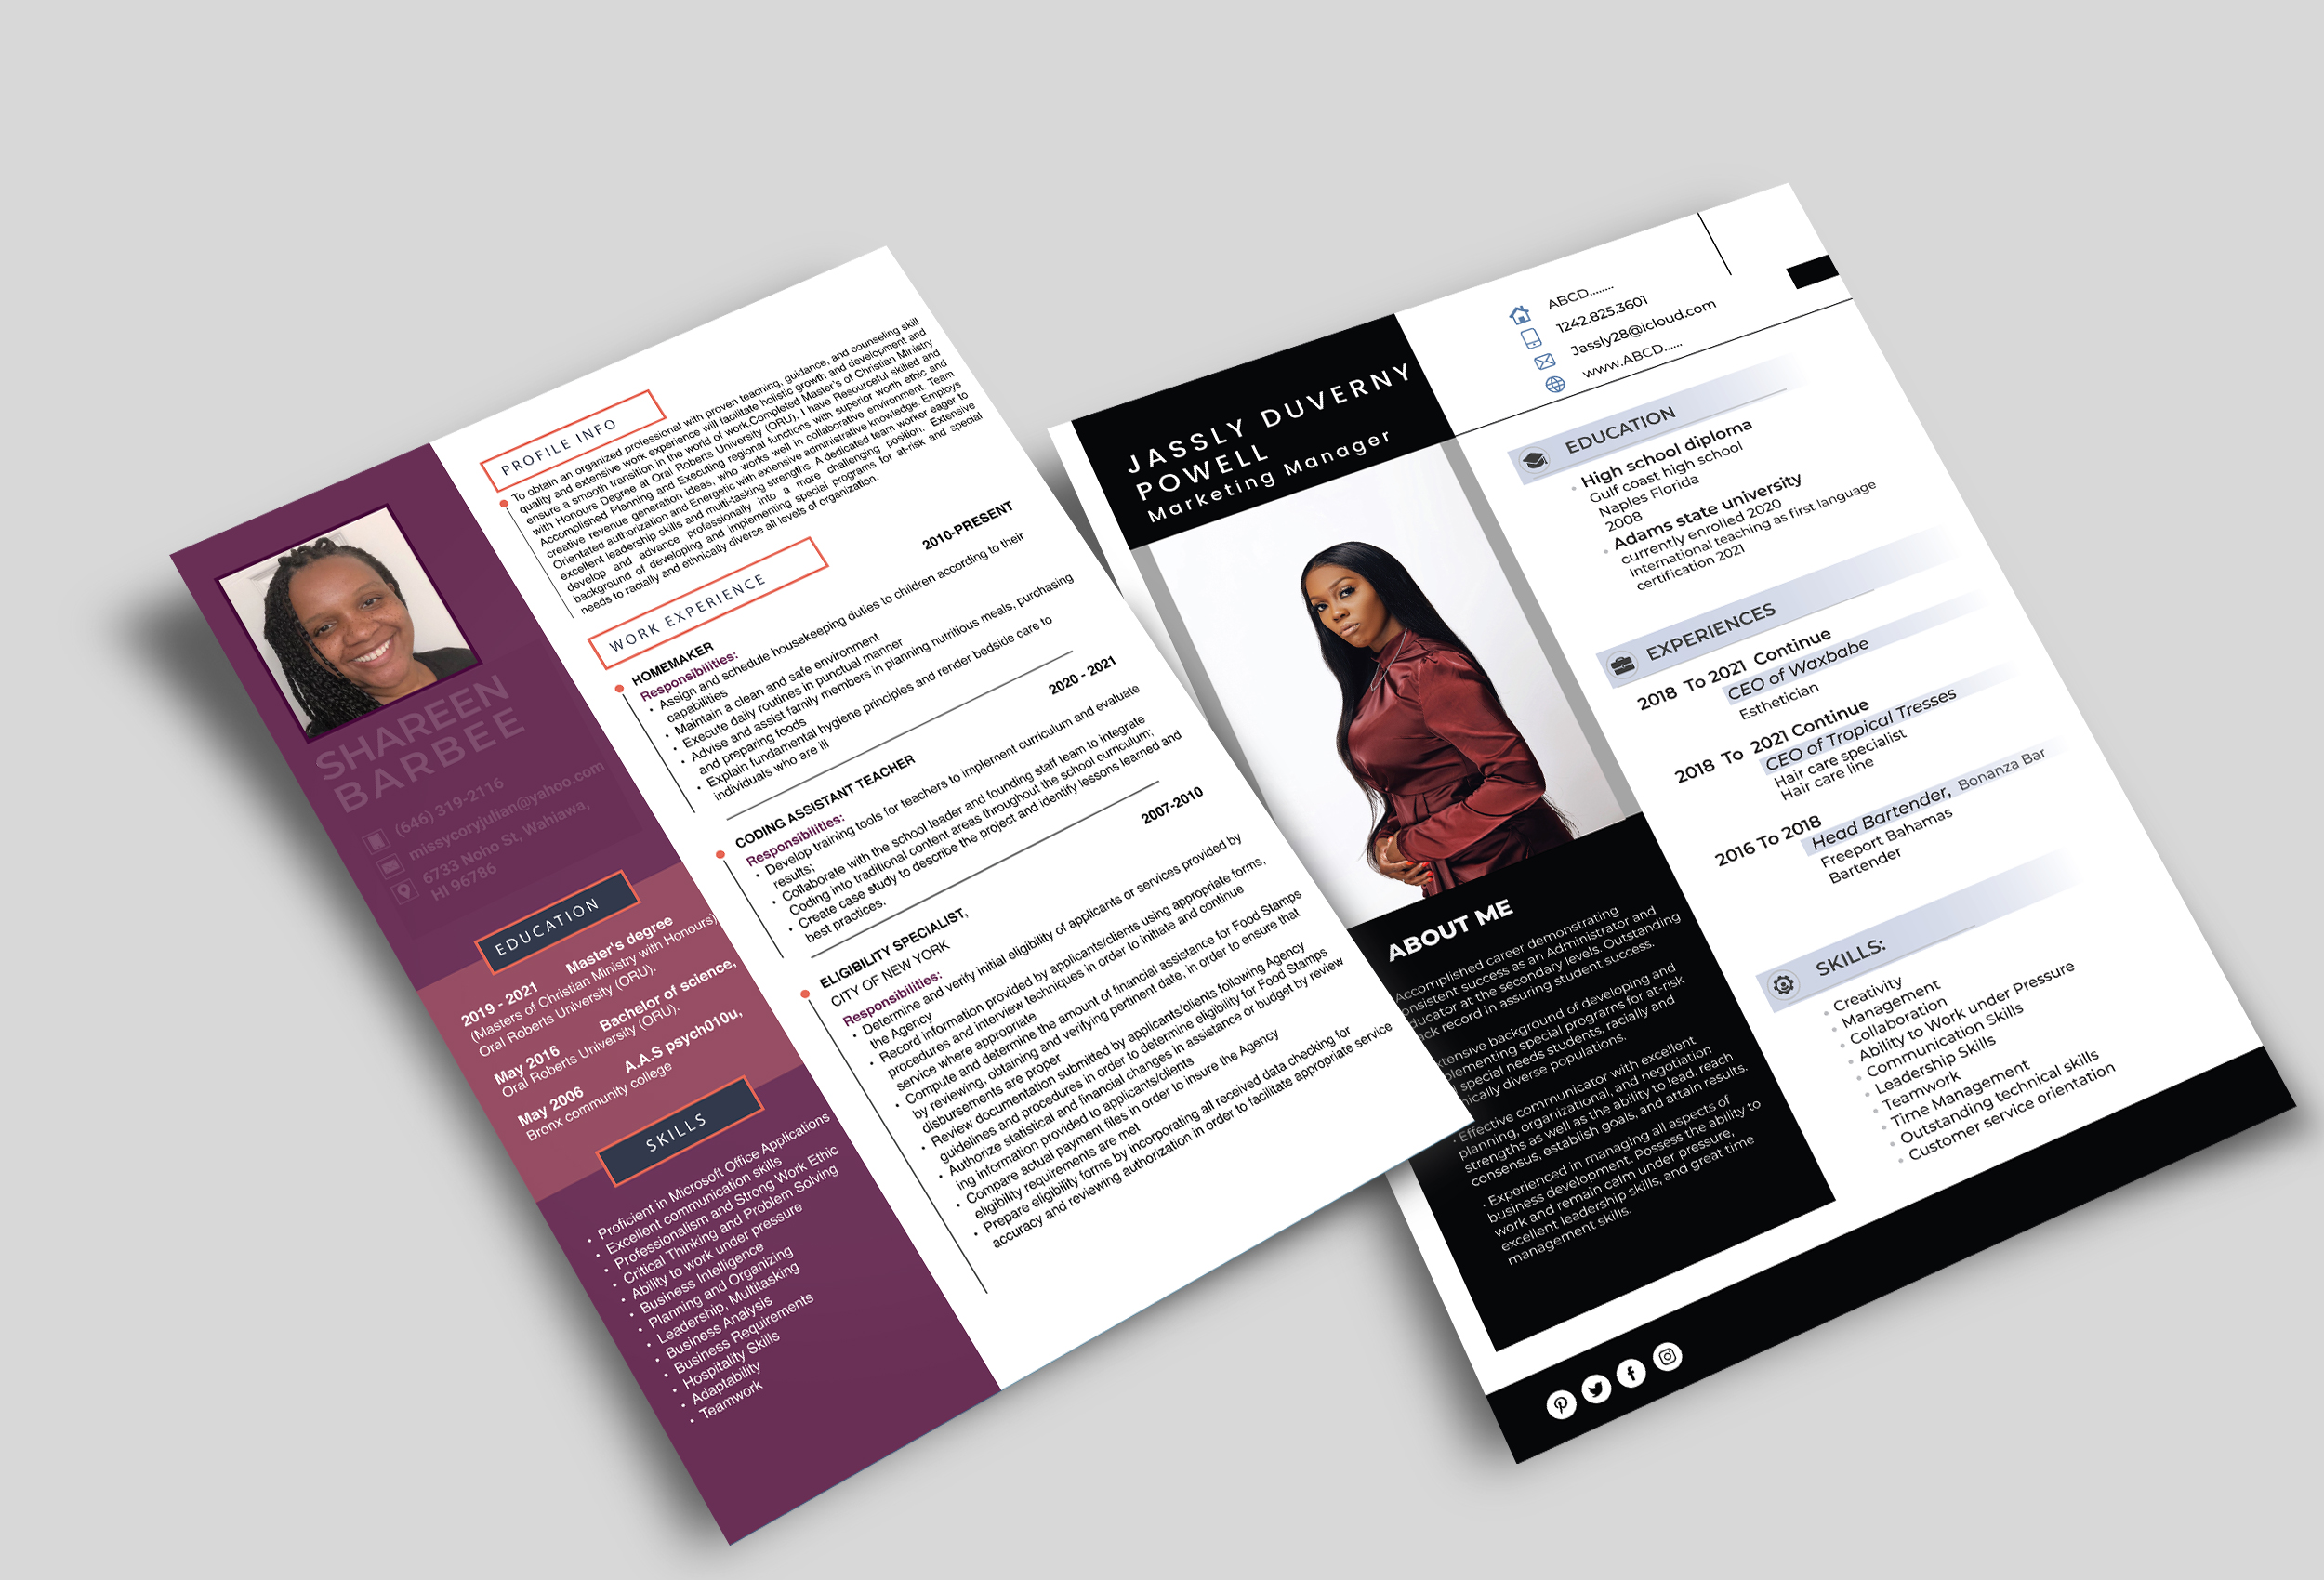 SHAREEN
BARBEE
(646) 319-2116
missycoryjulian@yahoo.com
6733 Noho St, Wahiawa,
HI 96786
EDUCATION
2019 - 2021 Master's degree
(Masters of Christian Ministry with Honours)
Oral Roberts University (ORU).
May 2016 Bachelor of science,
Oral Roberts University (ORU).
May 2006 A.A.S psych010u,
Bronx community college
SKILLS
• Proficient in Microsoft Office Applications
• Excellent communication skills
• Professionalism and Strong Work Ethic
• Critical Thinking and Problem Solving
• Ability to work under pressure
• Business Intelligence
• Planning and Organizing
• Leadership, Multitasking
• Business Analysis
• Business Requirements
• Hospitality Skills
• Adaptability
• Teamwork
PROFILE INFO
To obtain an organized professional with proven teaching, guidance, and counseling skill
quality and extensive work experience will facilitate holistic growth and development and
ensure a smooth transition in the world of work.Completed Master's of Christian Ministry
with Honours Degree at Oral Roberts University (ORU), I have Resourceful skilled and
Accomplished Planning and Executing regional functions with superior worth ethic and
creative revenue generation ideas, who works well in collaborative environment. Team
Orientated authorization and Energetic with extensive administrative knowledge. Employs
excellent leadership skills and multi-tasking strengths. A dedicated team worker eager to
develop and advance professionally into a more challenging position. Extensive
background of developing and implementing special programs for at-risk and special
needs to racially and ethnically diverse all levels of organization.
WORK EXPERIENCE
2010-PRESENT
HOMEMAKER
Responsibilities:
• Assign and schedule housekeeping duties to children according to their
capabilities
• Maintain a clean and safe environment
• Execute daily routines in punctual manner
• Advise and assist family members in planning nutritious meals, purchasing
and preparing foods
• Explain fundamental hygiene principles and render bedside care to
individuals who are ill
2020 - 2021
CODING ASSISTANT TEACHER
Responsibilities:
• Develop training tools for teachers to implement curriculum and evaluate
results;
• Collaborate with the school leader and founding staff team to integrate
Coding into traditional content areas throughout the school curriculum;
• Create case study to describe the project and identify lessons learned and
best practices.
2007-2010
ELIGIBILITY SPECIALIST,
CITY OF NEW YORK
Responsibilities:
• Determine and verify initial eligibility of applicants or services provided by
the Agency
• Record information provided by applicants/clients using appropriate forms,
procedures and interview techniques in order to initiate and continue
service where appropriate
• Compute and determine the amount of financial assistance for Food Stamps
by reviewing, obtaining and verifying pertinent date, in order to ensure that
disbursements are proper
• Review documentation submitted by applicants/clients following Agency
guidelines and procedures in order to determine eligibility for Food Stamps
• Authorize statistical and financial changes in assistance or budget by review
ing information provided to applicants/clients
• Compare actual payment files in order to insure the Agency
eligibility requirements are met
• Prepare eligibility forms by incorporating all received data checking for
accuracy and reviewing authorization in order to facilitate appropriate service
JASSLY DUVERNY
POWELL
Marketing Manager
ABCD........
1242.825.3601
Jassly28@icloud.com
www.ABCD......
EDUCATION
• High school diploma
Gulf coast high school
Naples Florida
2008
• Adams state university
currently enrolled 2020
International teaching as first language
certification 2021
EXPERIENCES
2018 To 2021 Continue
CEO of Waxbabe
Esthetician
2018 To 2021 Continue
CEO of Tropical Tresses
Hair care specialist
Hair care line
2016 To 2018
Head Bartender, Bonanza Bar
Freeport Bahamas
Bartender
SKILLS:
• Creativity
• Management
• Collaboration
• Ability to Work under Pressure
• Communication Skills
• Leadership Skills
• Teamwork
• Time Management
• Outstanding technical skills
• Customer service orientation
ABOUT ME
Accomplished career demonstrating
onsistent success as an Administrator and
ducator at the secondary levels. Outstanding
ack record in assuring student success.
xtensive background of developing and
plementing special programs for at-risk
special needs students, racially and
nically diverse populations.
• Effective communicator with excellent
planning, organizational, and negotiation
strengths as well as the ability to lead, reach
consensus, establish goals, and attain results.
• Experienced in managing all aspects of
business development. Possess the ability to
work and remain calm under pressure,
excellent leadership skills, and great time
management skills.